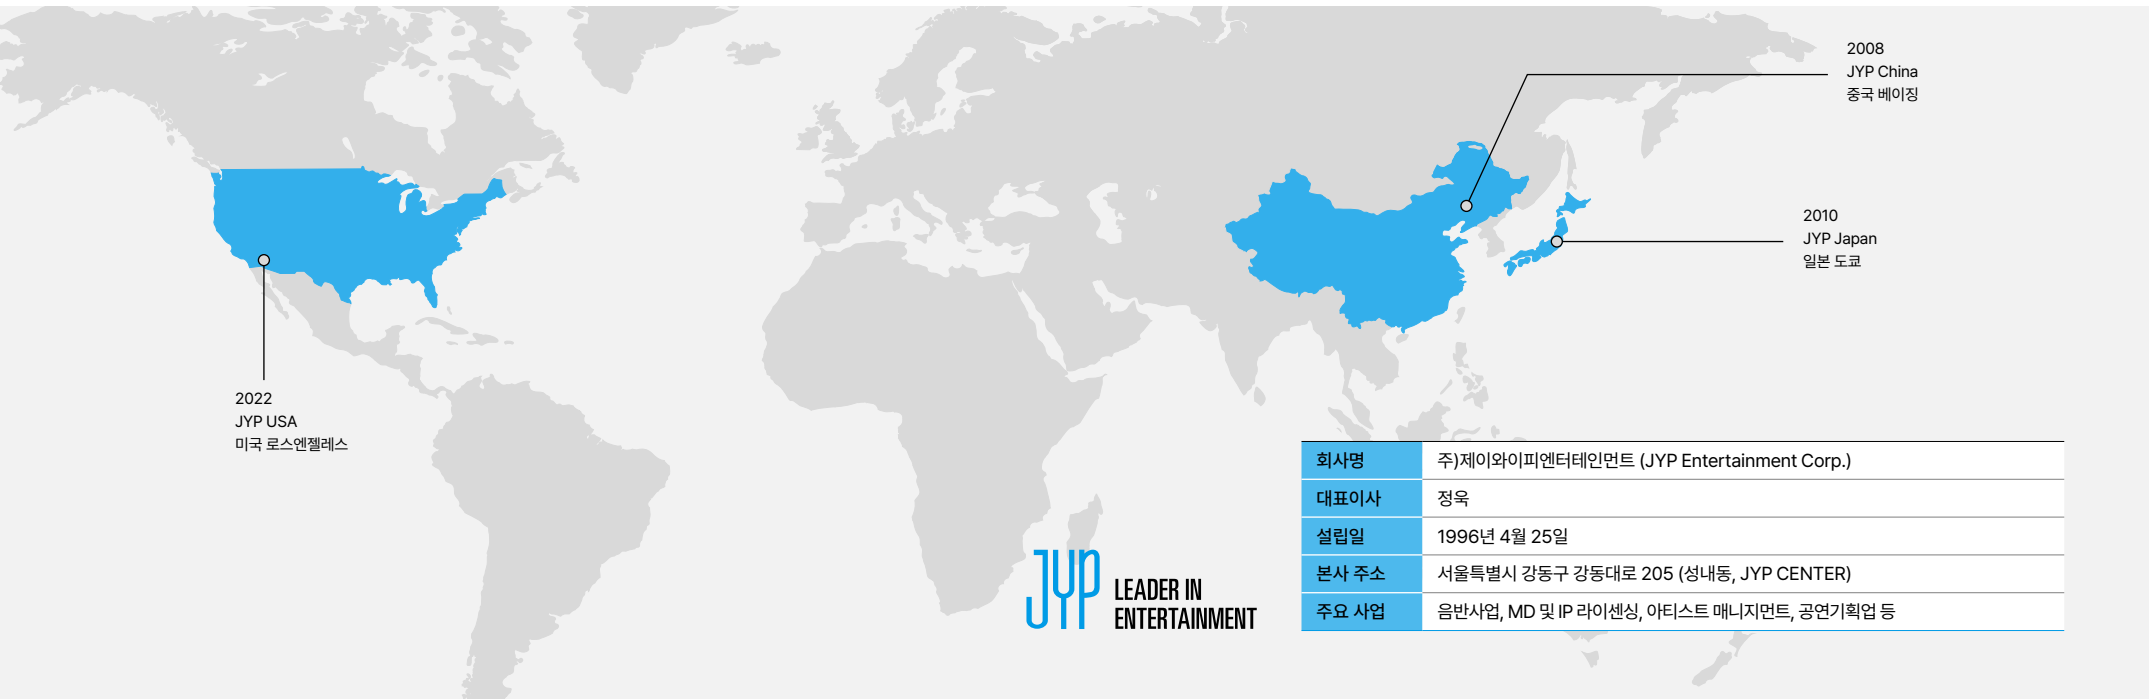 2008
JYP China
중국 베이징
2010
JYP Japan
일본 도쿄
2022
JYP USA
미국 로스엔젤레스
JYP
LEADER IN
ENTERTAINMENT
회사명 주)제이와이피엔터테인먼트 (JYP Entertainment Corp.)
대표이사 정욱
설립일 1996년 4월 25일
본사 주소 서울특별시 강동구 강동대로 205 (성내동, JYP CENTER)
주요 사업 음반사업, MD 및 IP 라이센싱, 아티스트 매니지먼트, 공연기획업 등